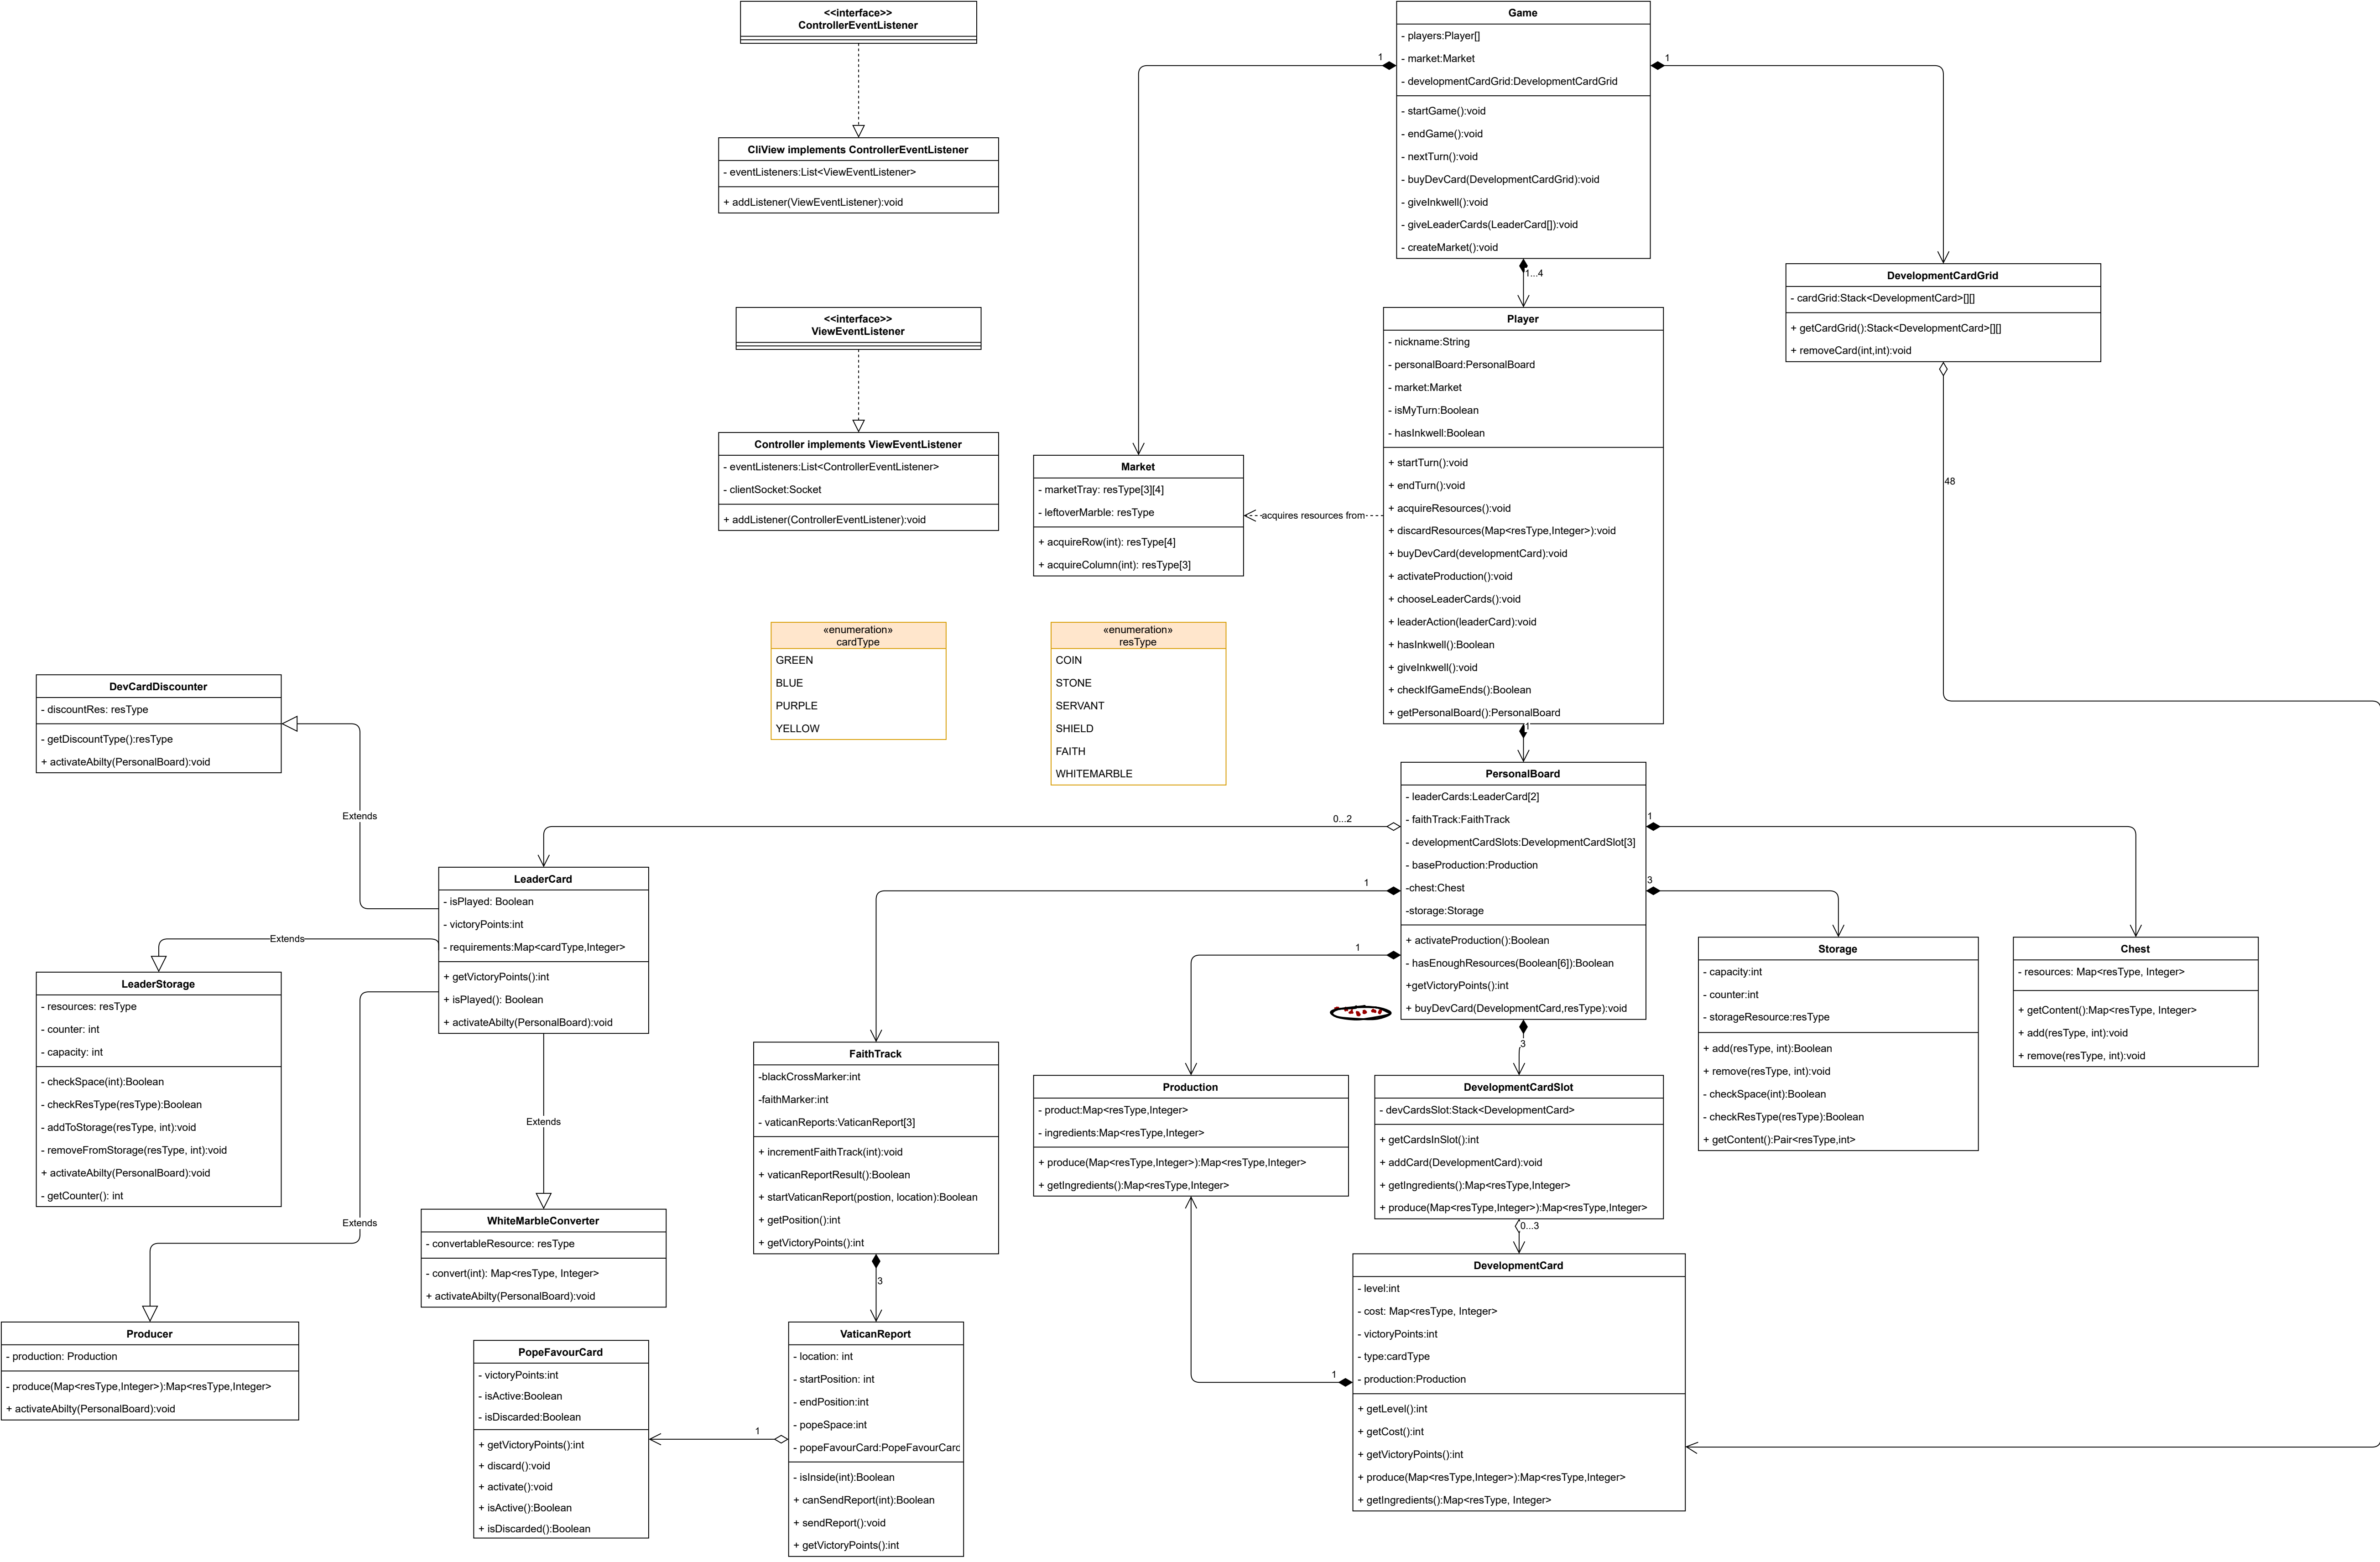 <<interface>>
ControllerEventListener
CliView implements ControllerEventListener
- eventListeners:List<ViewEventListener>
+ addListener(ViewEventListener):void
<<interface>>
ViewEventListener
Controller implements ViewEventListener
- eventListeners:List<ControllerEventListener>
- clientSocket:Socket
+ addListener(ControllerEventListener):void
Game
- players:Player[]
- market:Market
- developmentCardGrid:DevelopmentCardGrid
- startGame():void
- endGame():void
- nextTurn():void
- buyDevCard(DevelopmentCardGrid):void
- giveInkwell():void
- giveLeaderCards(LeaderCard[]):void
- createMarket():void
1
1
1...4
DevelopmentCardGrid
- cardGrid:Stack<DevelopmentCard>[][]
+ getCardGrid():Stack<DevelopmentCard>[][]
+ removeCard(int,int):void
48
Player
- nickname:String
- personalBoard:PersonalBoard
- market:Market
- isMyTurn:Boolean
- hasInkwell:Boolean
+ startTurn():void
+ endTurn():void
+ acquireResources():void
+ discardResources(Map<resType,Integer>):void
+ buyDevCard(developmentCard):void
+ activateProduction():void
+ chooseLeaderCards():void
+ leaderAction(leaderCard):void
+ hasInkwell():Boolean
+ giveInkwell():void
+ checkIfGameEnds():Boolean
+ getPersonalBoard():PersonalBoard
1
acquires resources from
Market
- marketTray: resType[3][4]
- leftoverMarble: resType
+ acquireRow(int): resType[4]
+ acquireColumn(int): resType[3]
«enumeration»
cardType
GREEN
BLUE
PURPLE
YELLOW
«enumeration»
resType
COIN
STONE
SERVANT
SHIELD
FAITH
WHITEMARBLE
DevCardDiscounter
- discountRes: resType
- getDiscountType():resType
+ activateAbilty(PersonalBoard):void
Extends
PersonalBoard
- leaderCards:LeaderCard[2]
- faithTrack:FaithTrack
- developmentCardSlots:DevelopmentCardSlot[3]
- baseProduction:Production
-chest:Chest
-storage:Storage
+ activateProduction():Boolean
- hasEnoughResources(Boolean[6]):Boolean
+getVictoryPoints():int
+ buyDevCard(DevelopmentCard,resType):void
0...2
1
1
1
3
3
LeaderCard
- isPlayed: Boolean
- victoryPoints:int
- requirements:Map<cardType,Integer>
+ getVictoryPoints():int
+ isPlayed(): Boolean
+ activateAbilty(PersonalBoard):void
Extends
LeaderStorage
- resources: resType
- counter: int
- capacity: int
- checkSpace(int):Boolean
- checkResType(resType):Boolean
- addToStorage(resType, int):void
- removeFromStorage(resType, int):void
+ activateAbilty(PersonalBoard):void
- getCounter(): int
Extends
Extends
Storage
- capacity:int
- counter:int
- storageResource:resType
+ add(resType, int):Boolean
+ remove(resType, int):void
- checkSpace(int):Boolean
- checkResType(resType):Boolean
+ getContent():Pair<resType,int>
Chest
- resources: Map<resType, Integer>
+ getContent():Map<resType, Integer>
+ add(resType, int):void
+ remove(resType, int):void
FaithTrack
-blackCrossMarker:int
-faithMarker:int
- vaticanReports:VaticanReport[3]
+ incrementFaithTrack(int):void
+ vaticanReportResult():Boolean
+ startVaticanReport(postion, location):Boolean
+ getPosition():int
+ getVictoryPoints():int
3
Production
- product:Map<resType,Integer>
- ingredients:Map<resType,Integer>
+ produce(Map<resType,Integer>):Map<resType,Integer>
+ getIngredients():Map<resType,Integer>
DevelopmentCardSlot
- devCardsSlot:Stack<DevelopmentCard>
+ getCardsInSlot():int
+ addCard(DevelopmentCard):void
+ getIngredients():Map<resType,Integer>
+ produce(Map<resType,Integer>):Map<resType,Integer>
0...3
WhiteMarbleConverter
- convertableResource: resType
- convert(int): Map<resType, Integer>
+ activateAbilty(PersonalBoard):void
DevelopmentCard
- level:int
- cost: Map<resType, Integer>
- victoryPoints:int
- type:cardType
- production:Production
+ getLevel():int
+ getCost():int
+ getVictoryPoints():int
+ produce(Map<resType,Integer>):Map<resType,Integer>
+ getIngredients():Map<resType, Integer>
1
Producer
- production: Production
- produce(Map<resType,Integer>):Map<resType,Integer>
+ activateAbilty(PersonalBoard):void
PopeFavourCard
- victoryPoints:int
- isActive:Boolean
- isDiscarded:Boolean
+ getVictoryPoints():int
+ discard():void
+ activate():void
+ isActive():Boolean
+ isDiscarded():Boolean
1
VaticanReport
- location: int
- startPosition: int
- endPosition:int
- popeSpace:int
- popeFavourCard:PopeFavourCard
- isInside(int):Boolean
+ canSendReport(int):Boolean
+ sendReport():void
+ getVictoryPoints():int